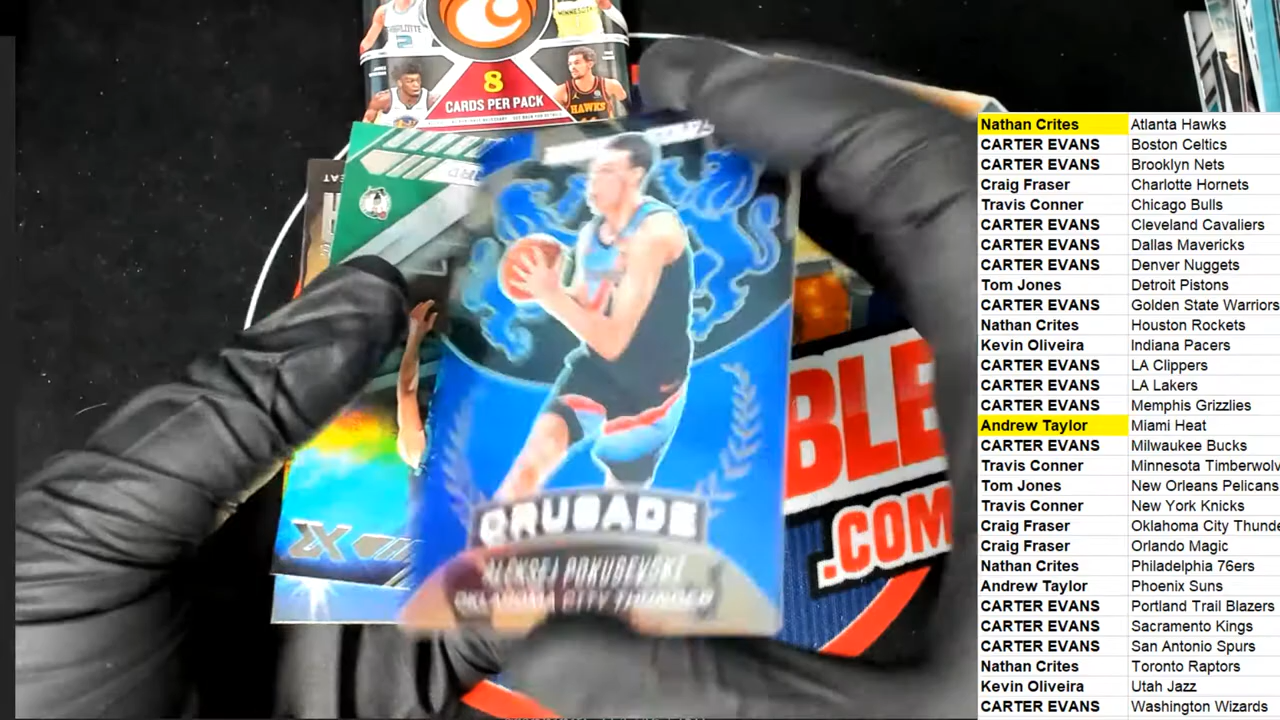 8
CARDS PER PACK
HAWKS
CRUSADE
ALEKSEJ POKUSEVSKI
OKLAHOMA CITY THUNDER
BLE
.COM
Nathan Crites Atlanta Hawks
CARTER EVANS Boston Celtics
CARTER EVANS Brooklyn Nets
Craig Fraser Charlotte Hornets
Travis Conner Chicago Bulls
CARTER EVANS Cleveland Cavaliers
CARTER EVANS Dallas Mavericks
CARTER EVANS Denver Nuggets
Tom Jones Detroit Pistons
CARTER EVANS Golden State Warriors
Nathan Crites Houston Rockets
Kevin Oliveira Indiana Pacers
CARTER EVANS LA Clippers
CARTER EVANS LA Lakers
CARTER EVANS Memphis Grizzlies
Andrew Taylor Miami Heat
CARTER EVANS Milwaukee Bucks
Travis Conner Minnesota Timberwolv
Tom Jones New Orleans Pelicans
Travis Conner New York Knicks
Craig Fraser Oklahoma City Thunde
Craig Fraser Orlando Magic
Nathan Crites Philadelphia 76ers
Andrew Taylor Phoenix Suns
CARTER EVANS Portland Trail Blazers
CARTER EVANS Sacramento Kings
CARTER EVANS San Antonio Spurs
Nathan Crites Toronto Raptors
Kevin Oliveira Utah Jazz
CARTER EVANS Washington Wizards